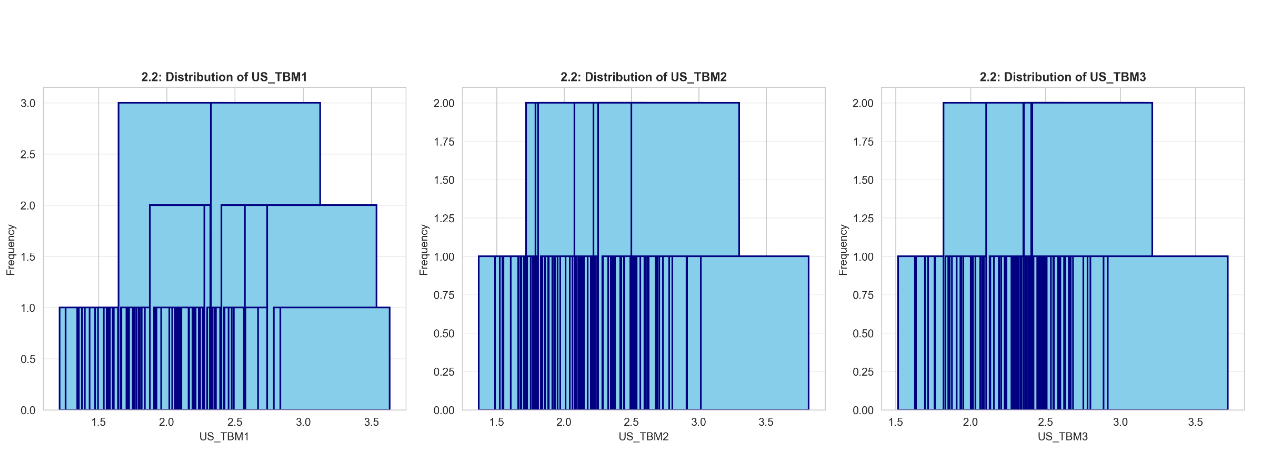 2.2: Distribution of US_TBM1
3.0
2.5
2.0
1.5
1.0
0.5
0.0
Frequency
1.5 2.0 2.5 3.0 3.5
US_TBM1
2.2: Distribution of US_TBM2
2.00
1.75
1.50
1.25
1.00
0.75
0.50
0.25
0.00
Frequency
1.5 2.0 2.5 3.0 3.5
US_TBM2
2.2: Distribution of US_TBM3
2.00
1.75
1.50
1.25
1.00
0.75
0.50
0.25
0.00
Frequency
1.5 2.0 2.5 3.0 3.5
US_TBM3